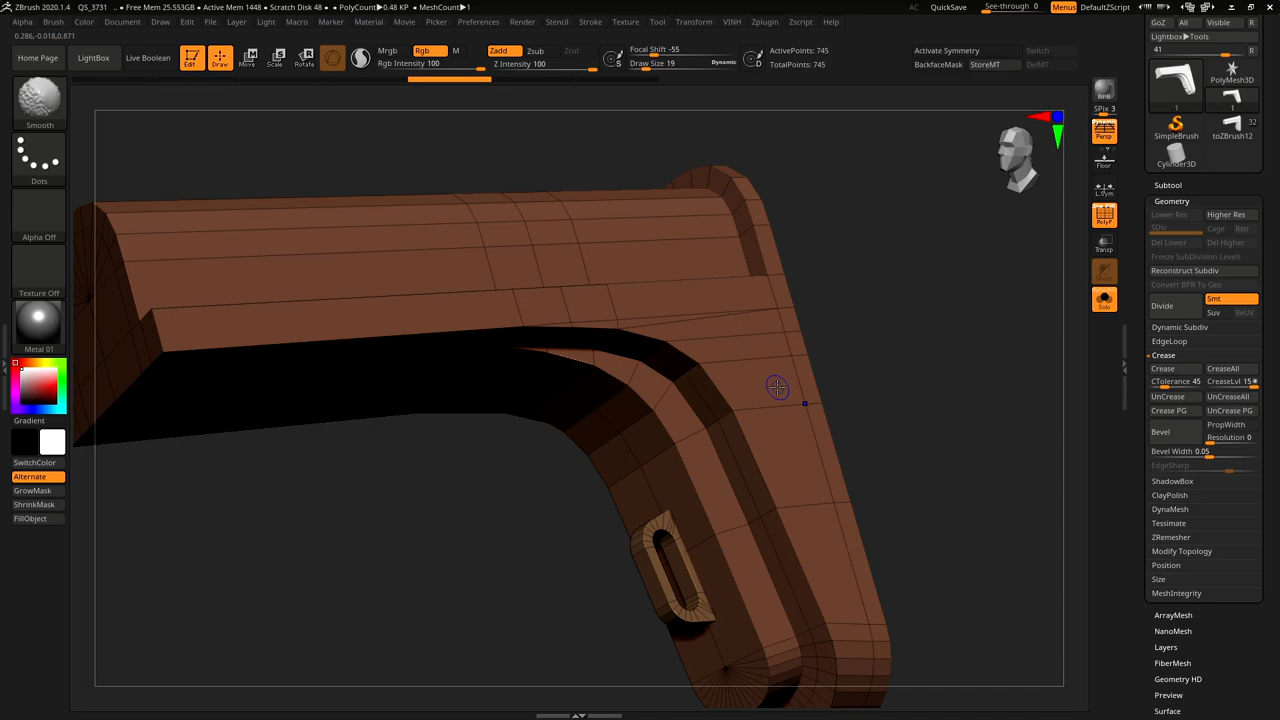 ZBrush 2020.1.4 QS_3731 • Free Mem 25.553GB • Active Mem 1448 • Scratch Disk 48 • PolyCount▸0.48 KP • MeshCount▸1
AC QuickSave See-through 0 Menus DefaultZScript
Alpha Brush Color Document Draw Edit File Layer Light Macro Marker Material Movie Picker Preferences Render Stencil Stroke Texture Tool Transform VINH Zplugin Zscript Help
0.286,-0.018,0.871
Home Page LightBox Live Boolean Edit Draw Move Scale Rotate
Mrgb Rgb M
Rgb Intensity 100
Zadd Zsub Zcut
Z Intensity 100
S
Focal Shift -55
Draw Size 19 Dynamic
D
ActivePoints: 745
TotalPoints: 745
Activate Symmetry Switch
BackfaceMask StoreMT DelMT
Smooth
Dots
Alpha Off
Texture Off
Metal 01
Gradient
SwitchColor
Alternate
GrowMask
ShrinkMask
FillObject
BPR
SPix 3
Dynamic
Persp
Floor
L.Sym
PolyF
Transp
Solo
GoZ All Visible R
Lightbox▸Tools
41 R
1
PolyMesh3D
1
SimpleBrush
32
toZBrush12
Cylinder3D
Subtool
Geometry
Lower Res Higher Res
SDiv Cage Rstr
Del Lower Del Higher
Freeze SubDivision Levels
Reconstruct Subdiv
Convert BPR To Geo
Divide Smt
Suv ReUV
Dynamic Subdiv
EdgeLoop
Crease
Crease CreaseAll
CTolerance 45 CreaseLvl 15
UnCrease UnCreaseAll
Crease PG UnCrease PG
Bevel PropWidth
Resolution 0
Bevel Width 0.05
EdgeSharp
ShadowBox
ClayPolish
DynaMesh
Tessimate
ZRemesher
Modify Topology
Position
Size
MeshIntegrity
ArrayMesh
NanoMesh
Layers
FiberMesh
Geometry HD
Preview
Surface